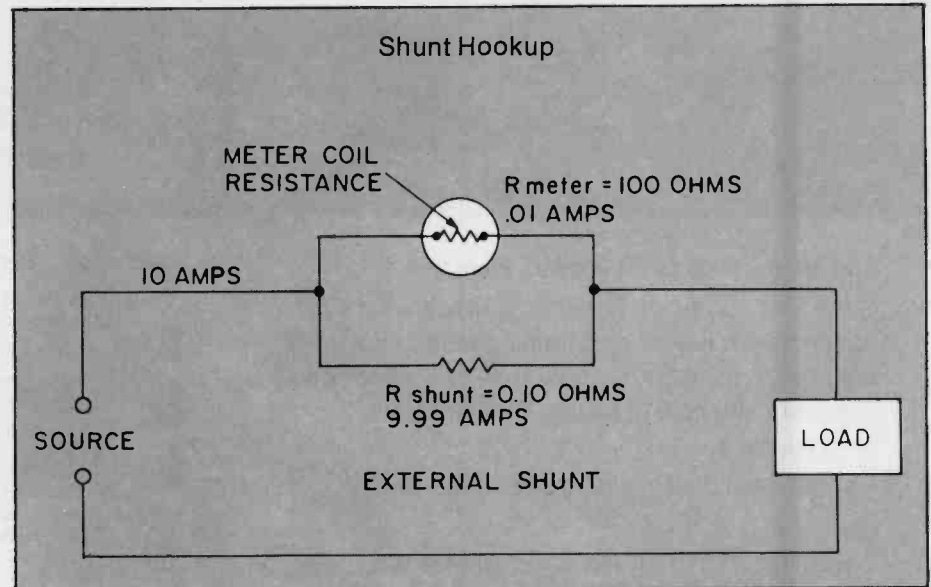 Shunt Hookup
METER COIL
RESISTANCE
R meter = 100 OHMS
.01 AMPS
10 AMPS
R shunt = 0.10 OHMS
9.99 AMPS
SOURCE
LOAD
EXTERNAL SHUNT